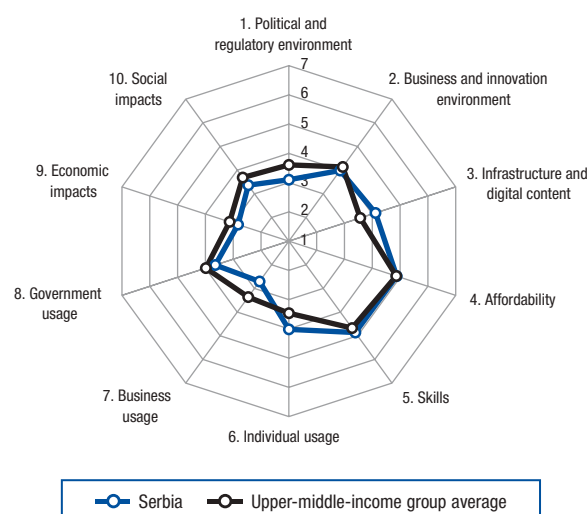 1. Political and
regulatory environment
2. Business and innovation
environment
3. Infrastructure and
digital content
4. Affordability
5. Skills
6. Individual usage
7. Business
usage
8. Government
usage
9. Economic
impacts
10. Social
impacts
7
6
5
4
3
2
1
Serbia
Upper-middle-income group average